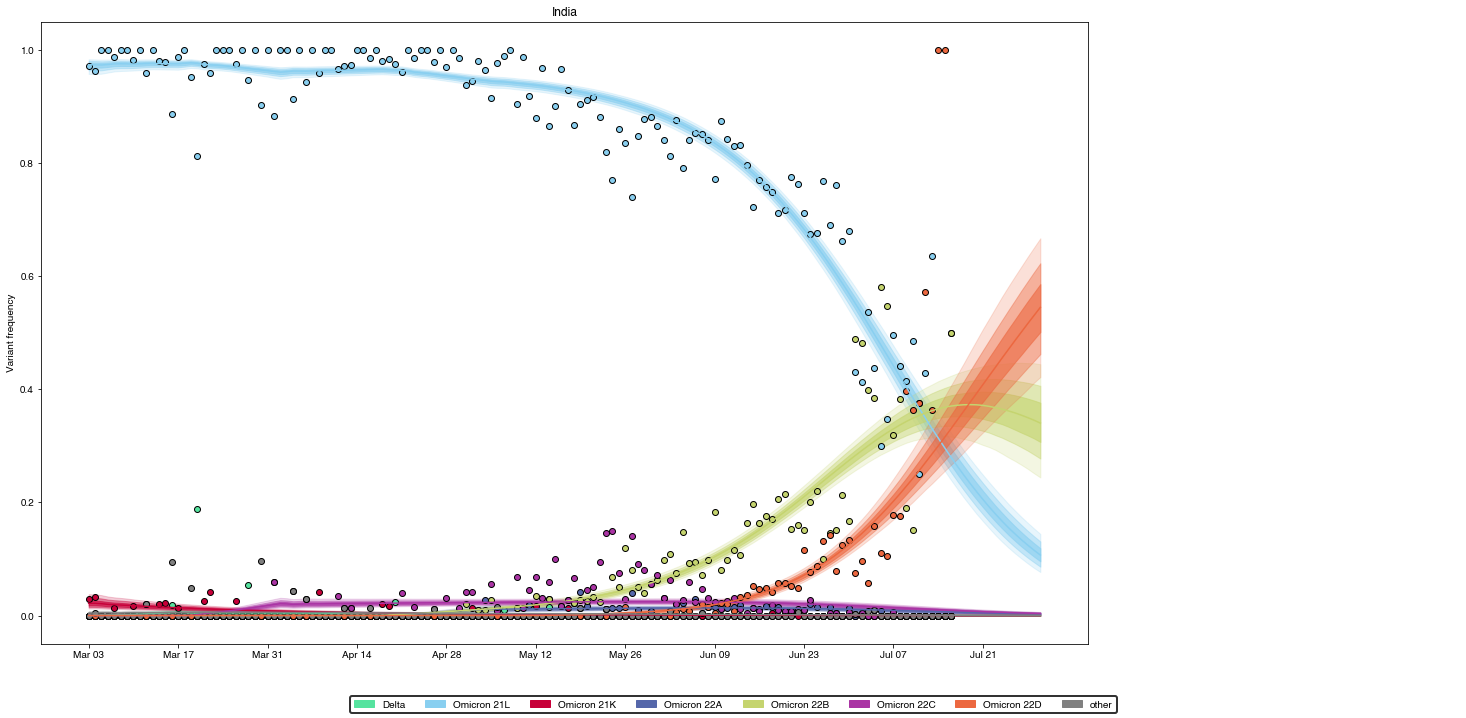 India
Variant frequency
1.0
0.8
0.6
0.4
0.2
0.0
Mar 03 Mar 17 Mar 31 Apr 14 Apr 28 May 12 May 26 Jun 09 Jun 23 Jul 07 Jul 21
Delta Omicron 21L Omicron 21K Omicron 22A Omicron 22B Omicron 22C Omicron 22D other